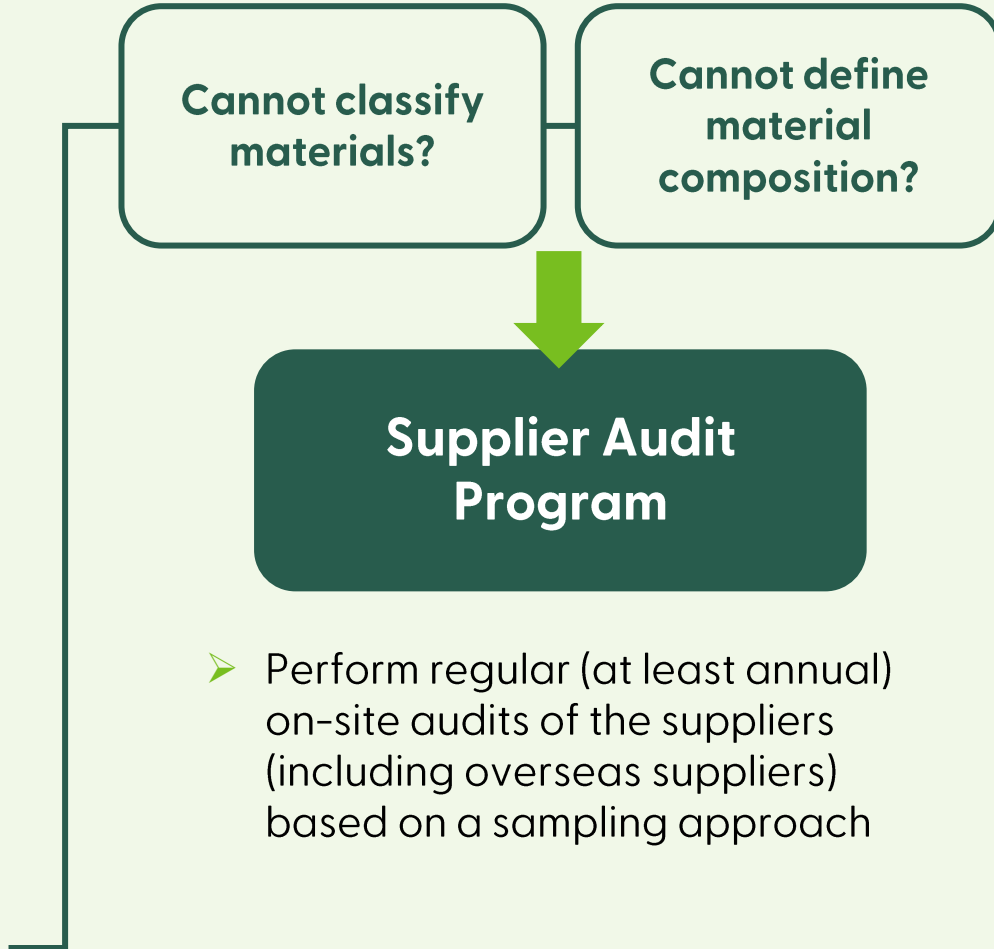 Cannot classify
materials?
Cannot define
material
composition?
Supplier Audit
Program
Perform regular (at least annual)
on-site audits of the suppliers
(including overseas suppliers)
based on a sampling approach